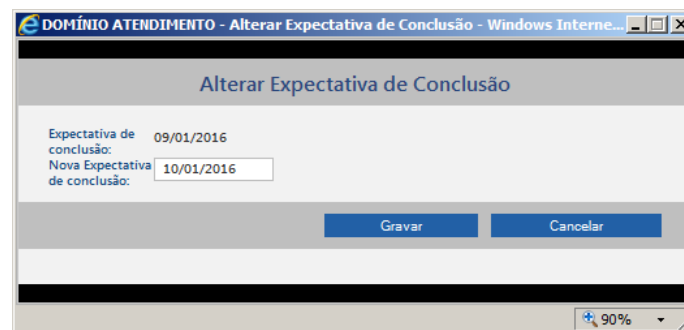 DOMÍNIO ATENDIMENTO - Alterar Expectativa de Conclusão - Windows Interne...
Alterar Expectativa de Conclusão
Expectativa de
conclusão:
09/01/2016
Nova Expectativa
de conclusão:
10/01/2016
Gravar
Cancelar
90%